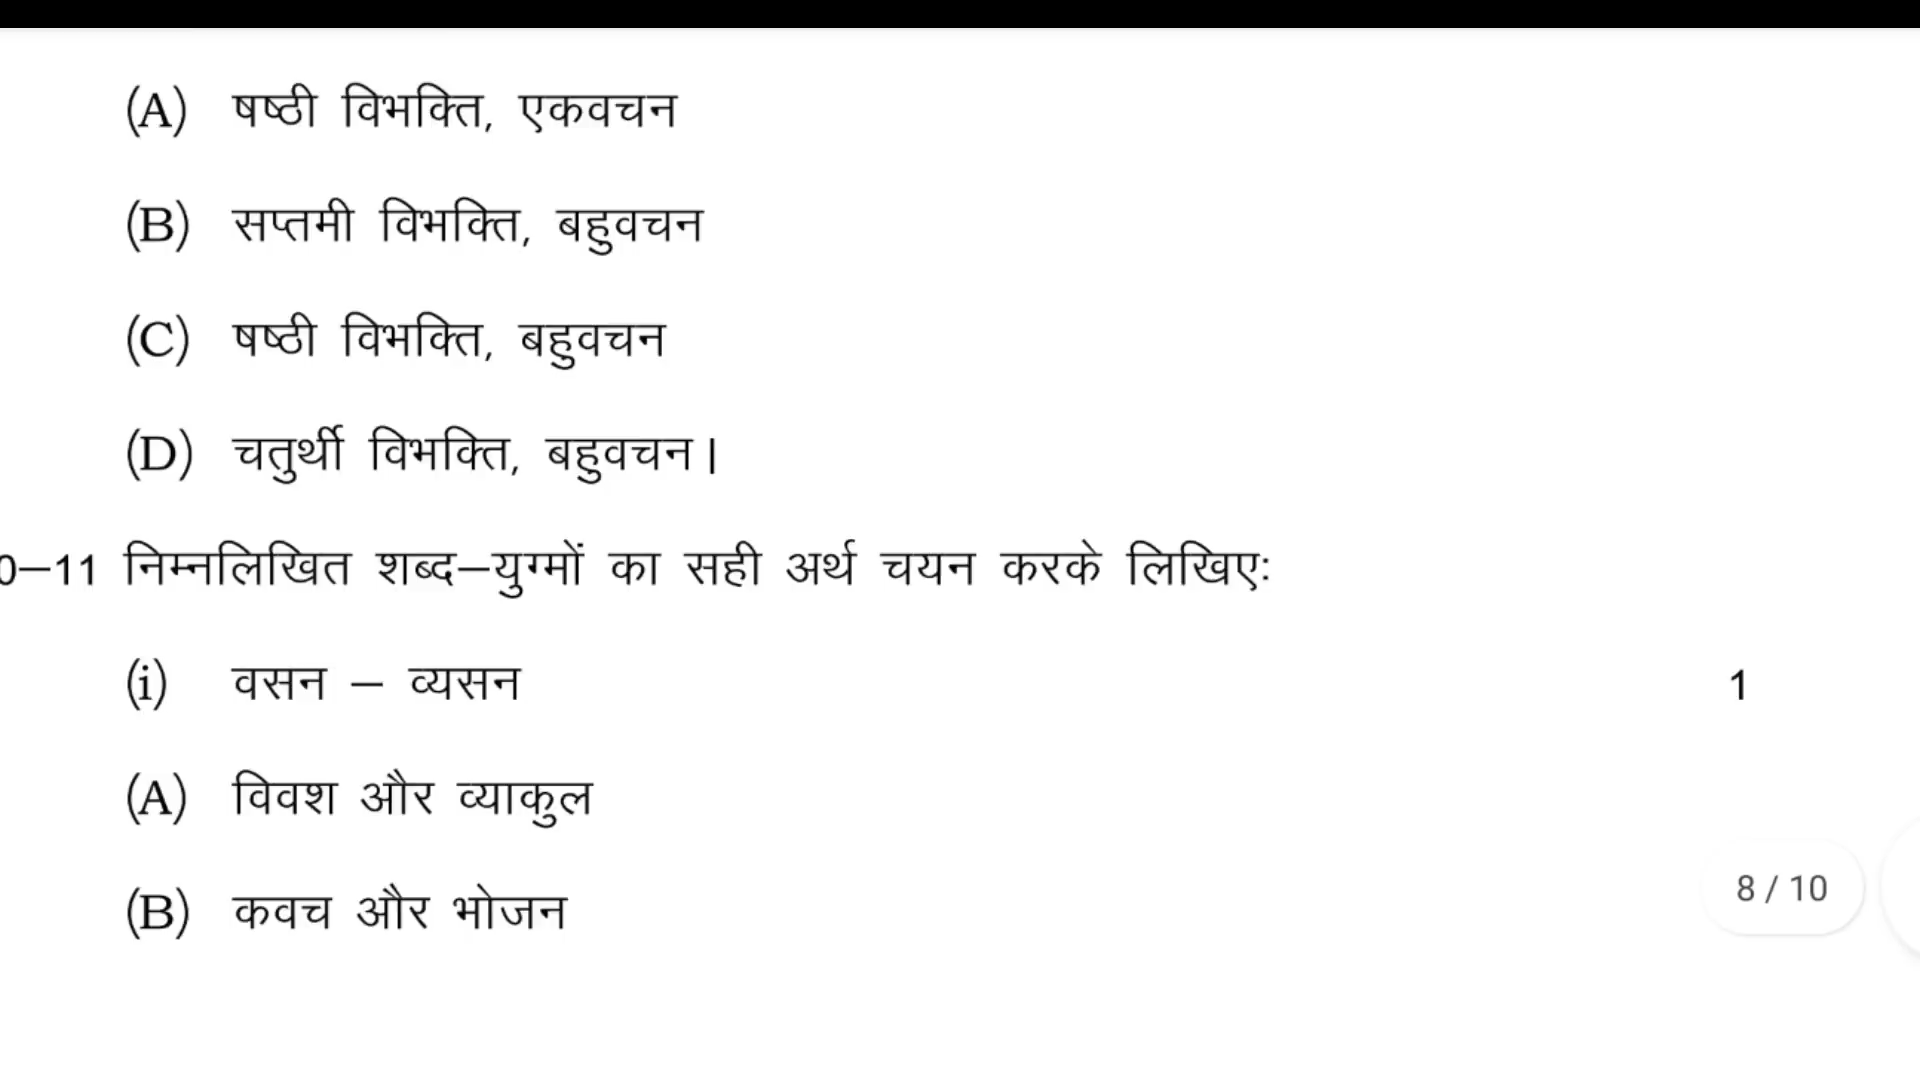 (A) षष्ठी विभक्ति, एकवचन
(B) सप्तमी विभक्ति, बहुवचन
(C) षष्ठी विभक्ति, बहुवचन
(D) चतुर्थी विभक्ति, बहुवचन।
0–11 निम्नलिखित शब्द–युग्मों का सही अर्थ चयन करके लिखिएः
(i) वसन – व्यसन 1
(A) विवश और व्याकुल
(B) कवच और भोजन
8 / 10